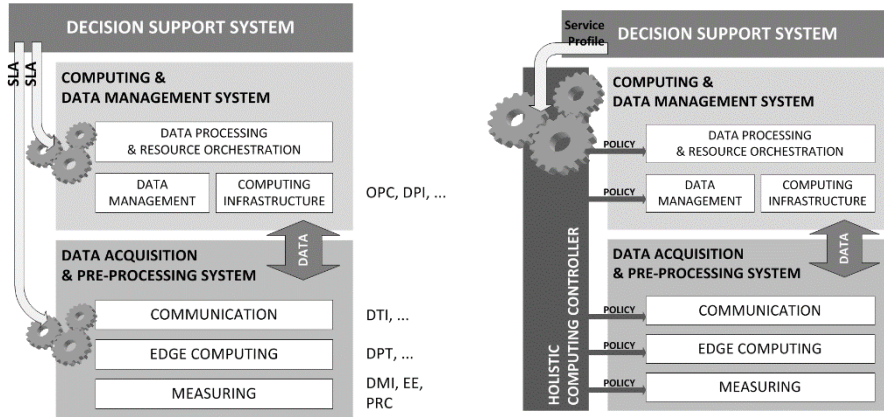 DECISION SUPPORT SYSTEM
SLA
SLA
COMPUTING &
DATA MANAGEMENT SYSTEM
DATA PROCESSING
& RESOURCE ORCHESTRATION
DATA
MANAGEMENT
COMPUTING
INFRASTRUCTURE
OPC, DPI, ...
DATA
DATA ACQUISITION
& PRE-PROCESSING SYSTEM
COMMUNICATION
DTI, ...
EDGE COMPUTING
DPT, ...
MEASURING
DMI, EE,
PRC
Service
Profile
DECISION SUPPORT SYSTEM
HOLISTIC
COMPUTING CONTROLLER
COMPUTING &
DATA MANAGEMENT SYSTEM
POLICY
DATA PROCESSING
& RESOURCE ORCHESTRATION
POLICY
DATA
MANAGEMENT
COMPUTING
INFRASTRUCTURE
DATA
DATA ACQUISITION
& PRE-PROCESSING SYSTEM
POLICY
COMMUNICATION
POLICY
EDGE COMPUTING
POLICY
MEASURING